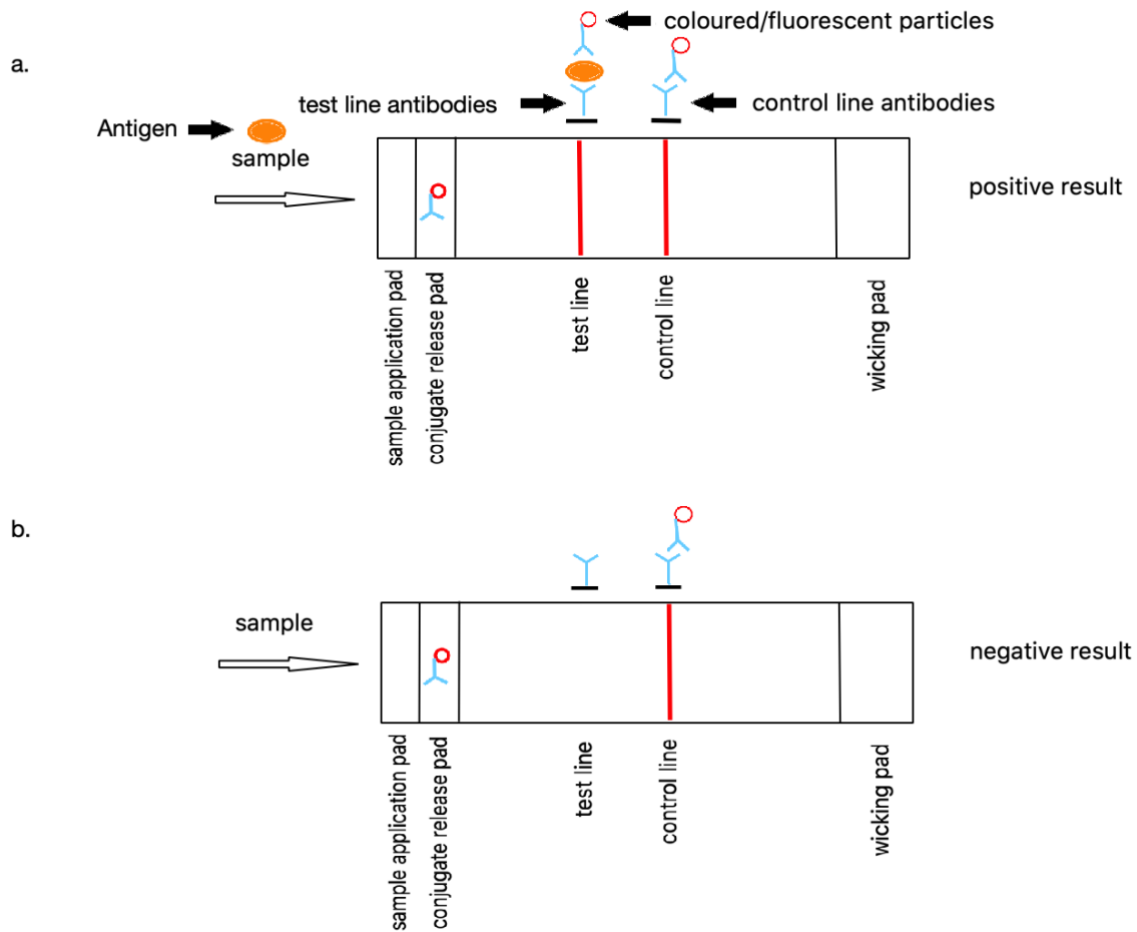 a.
coloured/fluorescent particles
test line antibodies
control line antibodies
Antigen
sample
positive result
sample application pad
conjugate release pad
test line
control line
wicking pad
b.
sample
negative result
sample application pad
conjugate release pad
test line
control line
wicking pad